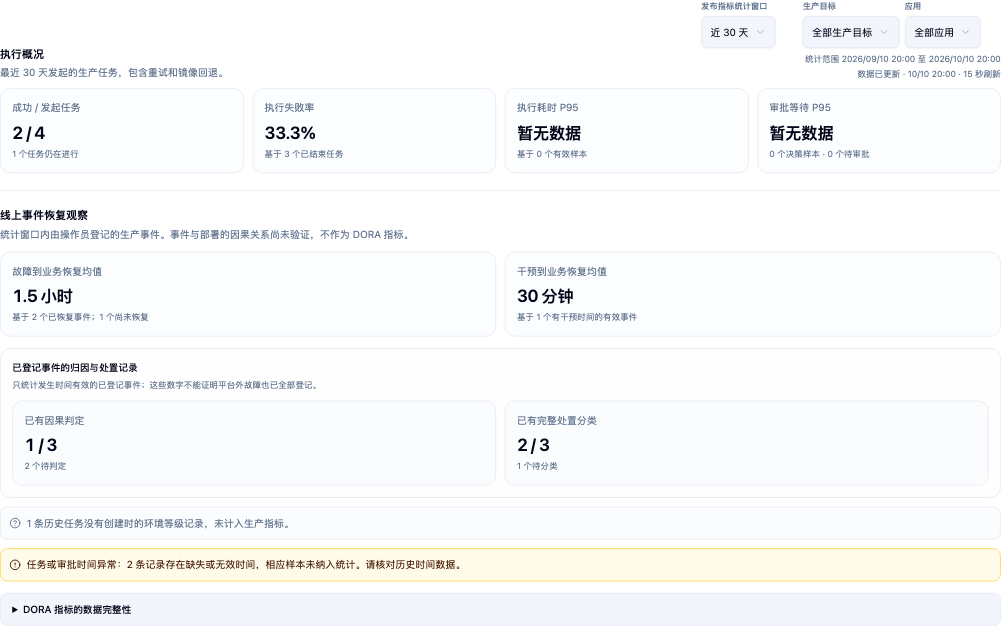 发布指标统计窗口
近 30 天
生产目标
全部生产目标
应用
全部应用
执行概况
最近 30 天发起的生产任务，包含重试和镜像回退。
统计范围 2026/09/10 20:00 至 2026/10/10 20:00
数据已更新 · 10/10 20:00 · 15 秒刷新
成功 / 发起任务
2 / 4
1 个任务仍在进行
执行失败率
33.3%
基于 3 个已结束任务
执行耗时 P95
暂无数据
基于 0 个有效样本
审批等待 P95
暂无数据
0 个决策样本 · 0 个待审批
线上事件恢复观察
统计窗口内由操作员登记的生产事件。事件与部署的因果关系尚未验证，不作为 DORA 指标。
故障到业务恢复均值
1.5 小时
基于 2 个已恢复事件；1 个尚未恢复
干预到业务恢复均值
30 分钟
基于 1 个有干预时间的有效事件
已登记事件的归因与处置记录
只统计发生时间有效的已登记事件；这些数字不能证明平台外故障也已全部登记。
已有因果判定
1 / 3
2 个待判定
已有完整处置分类
2 / 3
1 个待分类
1 条历史任务没有创建时的环境等级记录，未计入生产指标。
任务或审批时间异常：2 条记录存在缺失或无效时间，相应样本未纳入统计。请核对历史时间数据。
DORA 指标的数据完整性